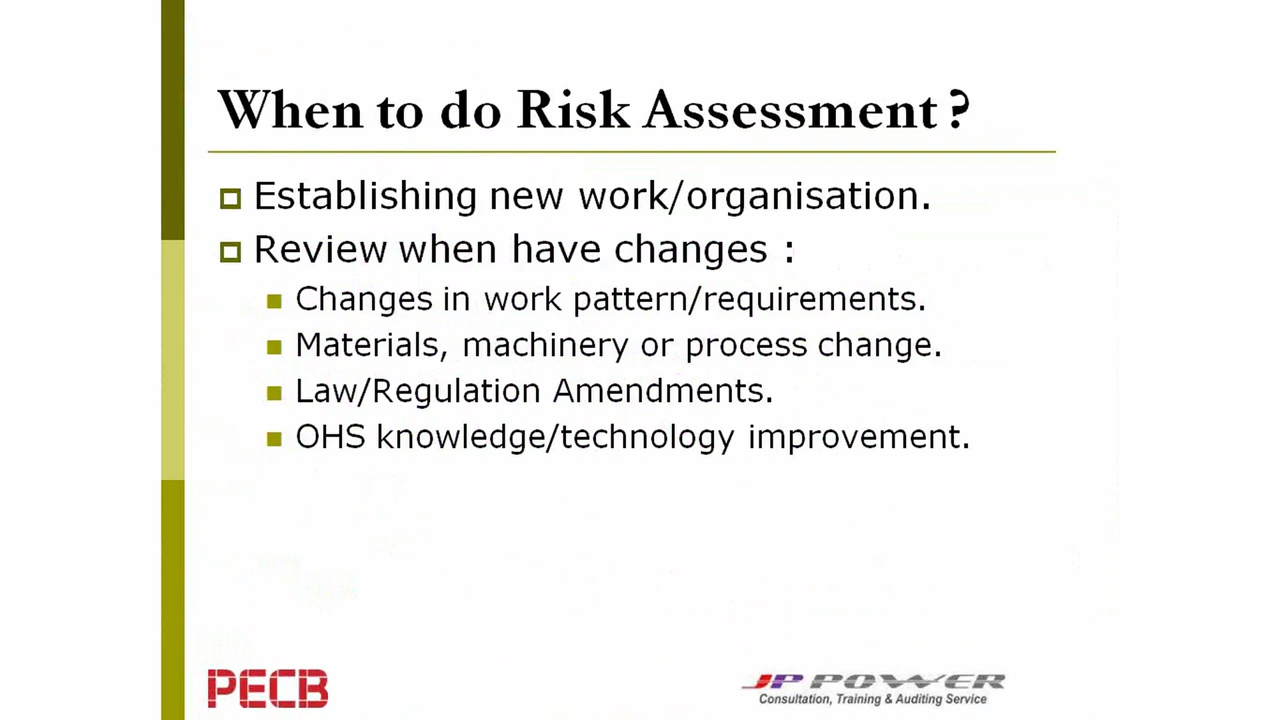 When to do Risk Assessment ?
Establishing new work/organisation.
Review when have changes :
Changes in work pattern/requirements.
Materials, machinery or process change.
Law/Regulation Amendments.
OHS knowledge/technology improvement.
PECB
JP POWER
Consultation, Training & Auditing Service